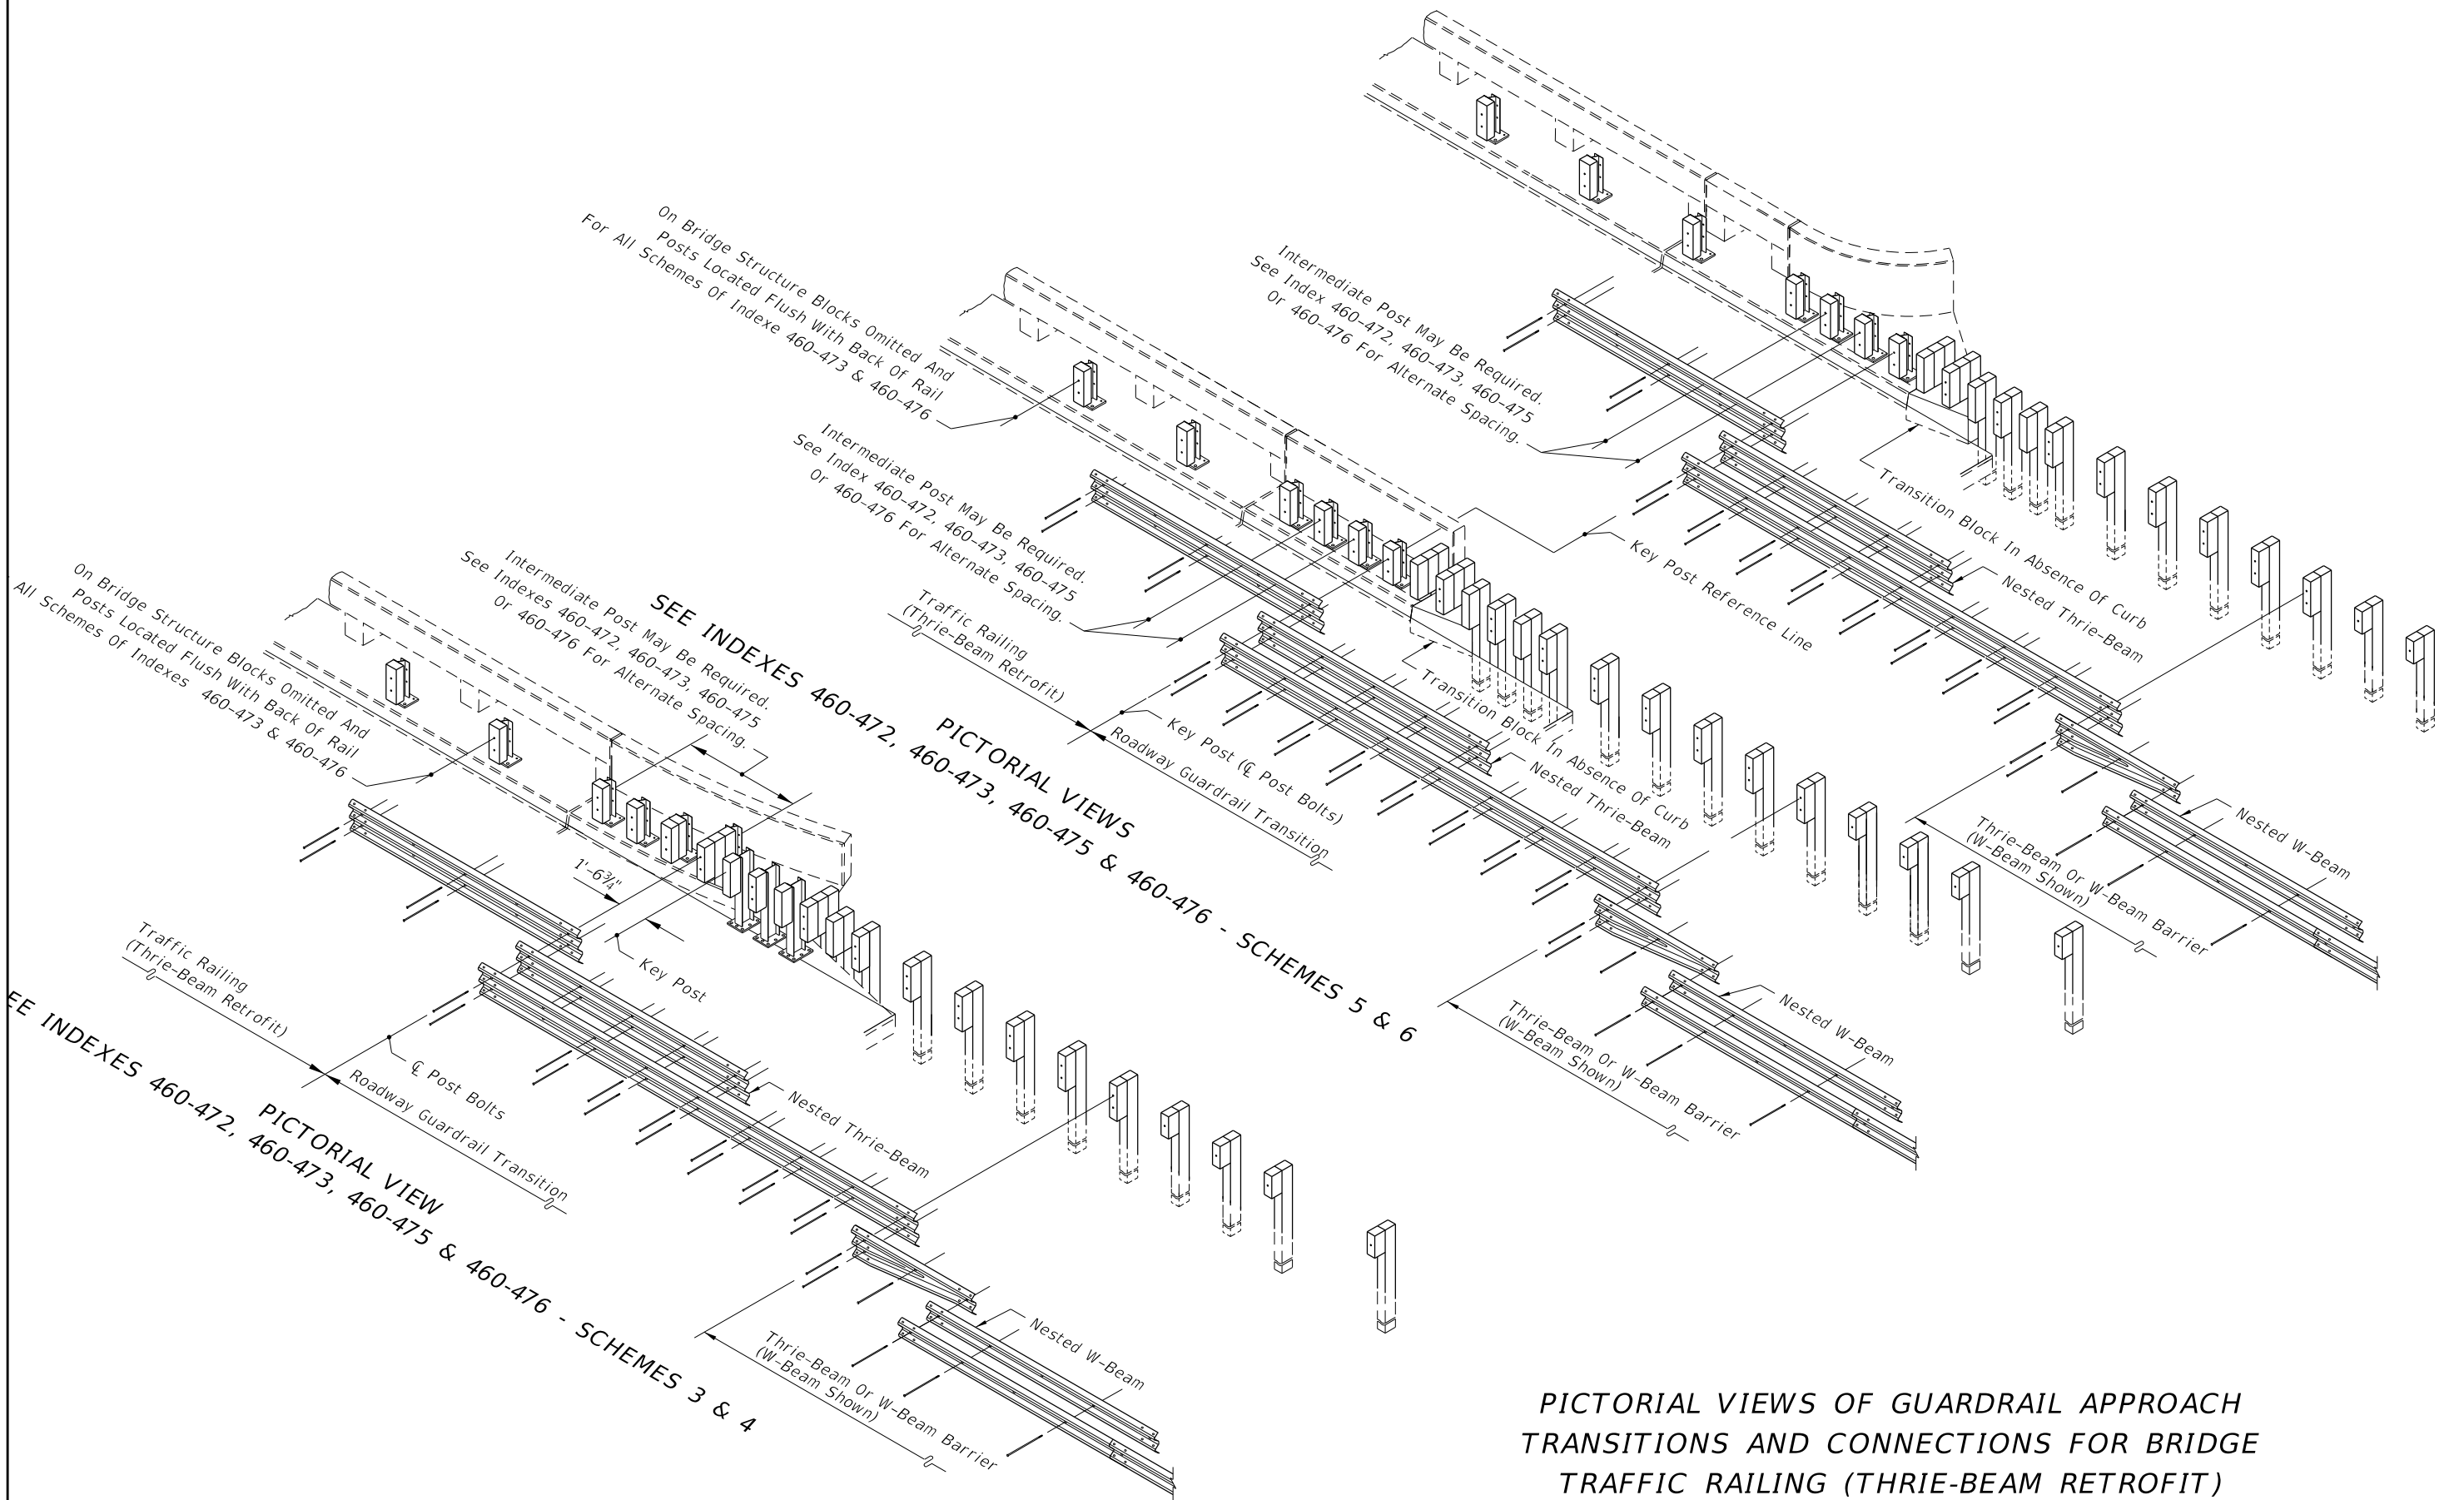 On Bridge Structure Blocks Omitted And
Posts Located Flush With Back Of Rail
For All Schemes Of Indexe 460-473 & 460-476
Intermediate Post May Be Required.
See Index 460-472, 460-473, 460-475
Or 460-476 For Alternate Spacing.
Transition Block In Absence Of Curb
Nested Thrie-Beam
Key Post Reference Line
Nested W-Beam
Thrie-Beam Or W-Beam Barrier
(W-Beam Shown)
Intermediate Post May Be Required.
See Index 460-472, 460-473, 460-475
Or 460-476 For Alternate Spacing.
Traffic Railing
(Thrie-Beam Retrofit)
Key Post (℄ Post Bolts)
Roadway Guardrail Transition
Transition Block In Absence Of Curb
Nested Thrie-Beam
Nested W-Beam
Thrie-Beam Or W-Beam Barrier
(W-Beam Shown)
PICTORIAL VIEWS
SEE INDEXES 460-472, 460-473, 460-475 & 460-476 - SCHEMES 5 & 6
On Bridge Structure Blocks Omitted And
Posts Located Flush With Back Of Rail
All Schemes Of Indexes 460-473 & 460-476
Intermediate Post May Be Required.
See Indexes 460-472, 460-473, 460-475
Or 460-476 For Alternate Spacing.
1'-6¾"
Key Post
Traffic Railing
(Thrie-Beam Retrofit)
℄ Post Bolts
Roadway Guardrail Transition
Nested Thrie-Beam
Nested W-Beam
Thrie-Beam Or W-Beam Barrier
(W-Beam Shown)
PICTORIAL VIEW
EE INDEXES 460-472, 460-473, 460-475 & 460-476 - SCHEMES 3 & 4
PICTORIAL VIEWS OF GUARDRAIL APPROACH
TRANSITIONS AND CONNECTIONS FOR BRIDGE
TRAFFIC RAILING (THRIE-BEAM RETROFIT)